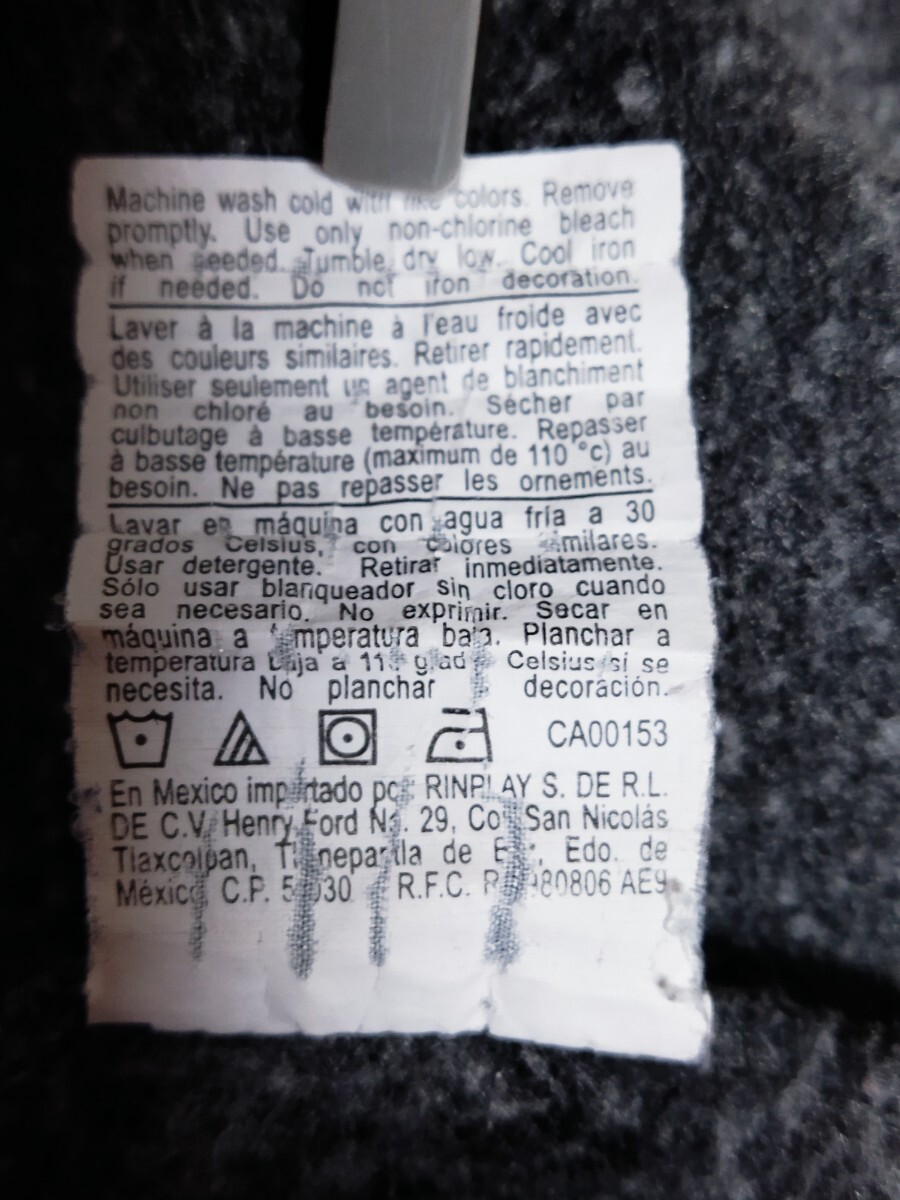 Machine wash cold with like colors. Remove
promptly. Use only non-chlorine bleach
when needed. Tumble dry low. Cool iron
if needed. Do not iron decoration.
Laver à la machine à l'eau froide avec
des couleurs similaires. Retirer rapidement.
Utiliser seulement un agent de blanchiment
non chloré au besoin. Sécher par
culbutage à basse température. Repasser
à basse température (maximum de 110 °c) au
besoin. Ne pas repasser les ornements.
Lavar en máquina con agua fria a 30
grados Celsius, con colores similares.
Usar detergente. Retirar inmediatamente.
Sólo usar blanqueador sin cloro cuando
sea necesario. No exprimir. Secar en
máquina a temperatura baja. Planchar a
temperatura baja a grados Celsius si se
necesita. No planchar decoración.
CA00153
En Mexico importado por: RINPLAY S. DE R.L.
DE C.V. Henry Ford No. 29, Col. San Nicolás
Tlaxcolpan, Tlanepantla de Edo. de
México C.P. R.F.C. AE9